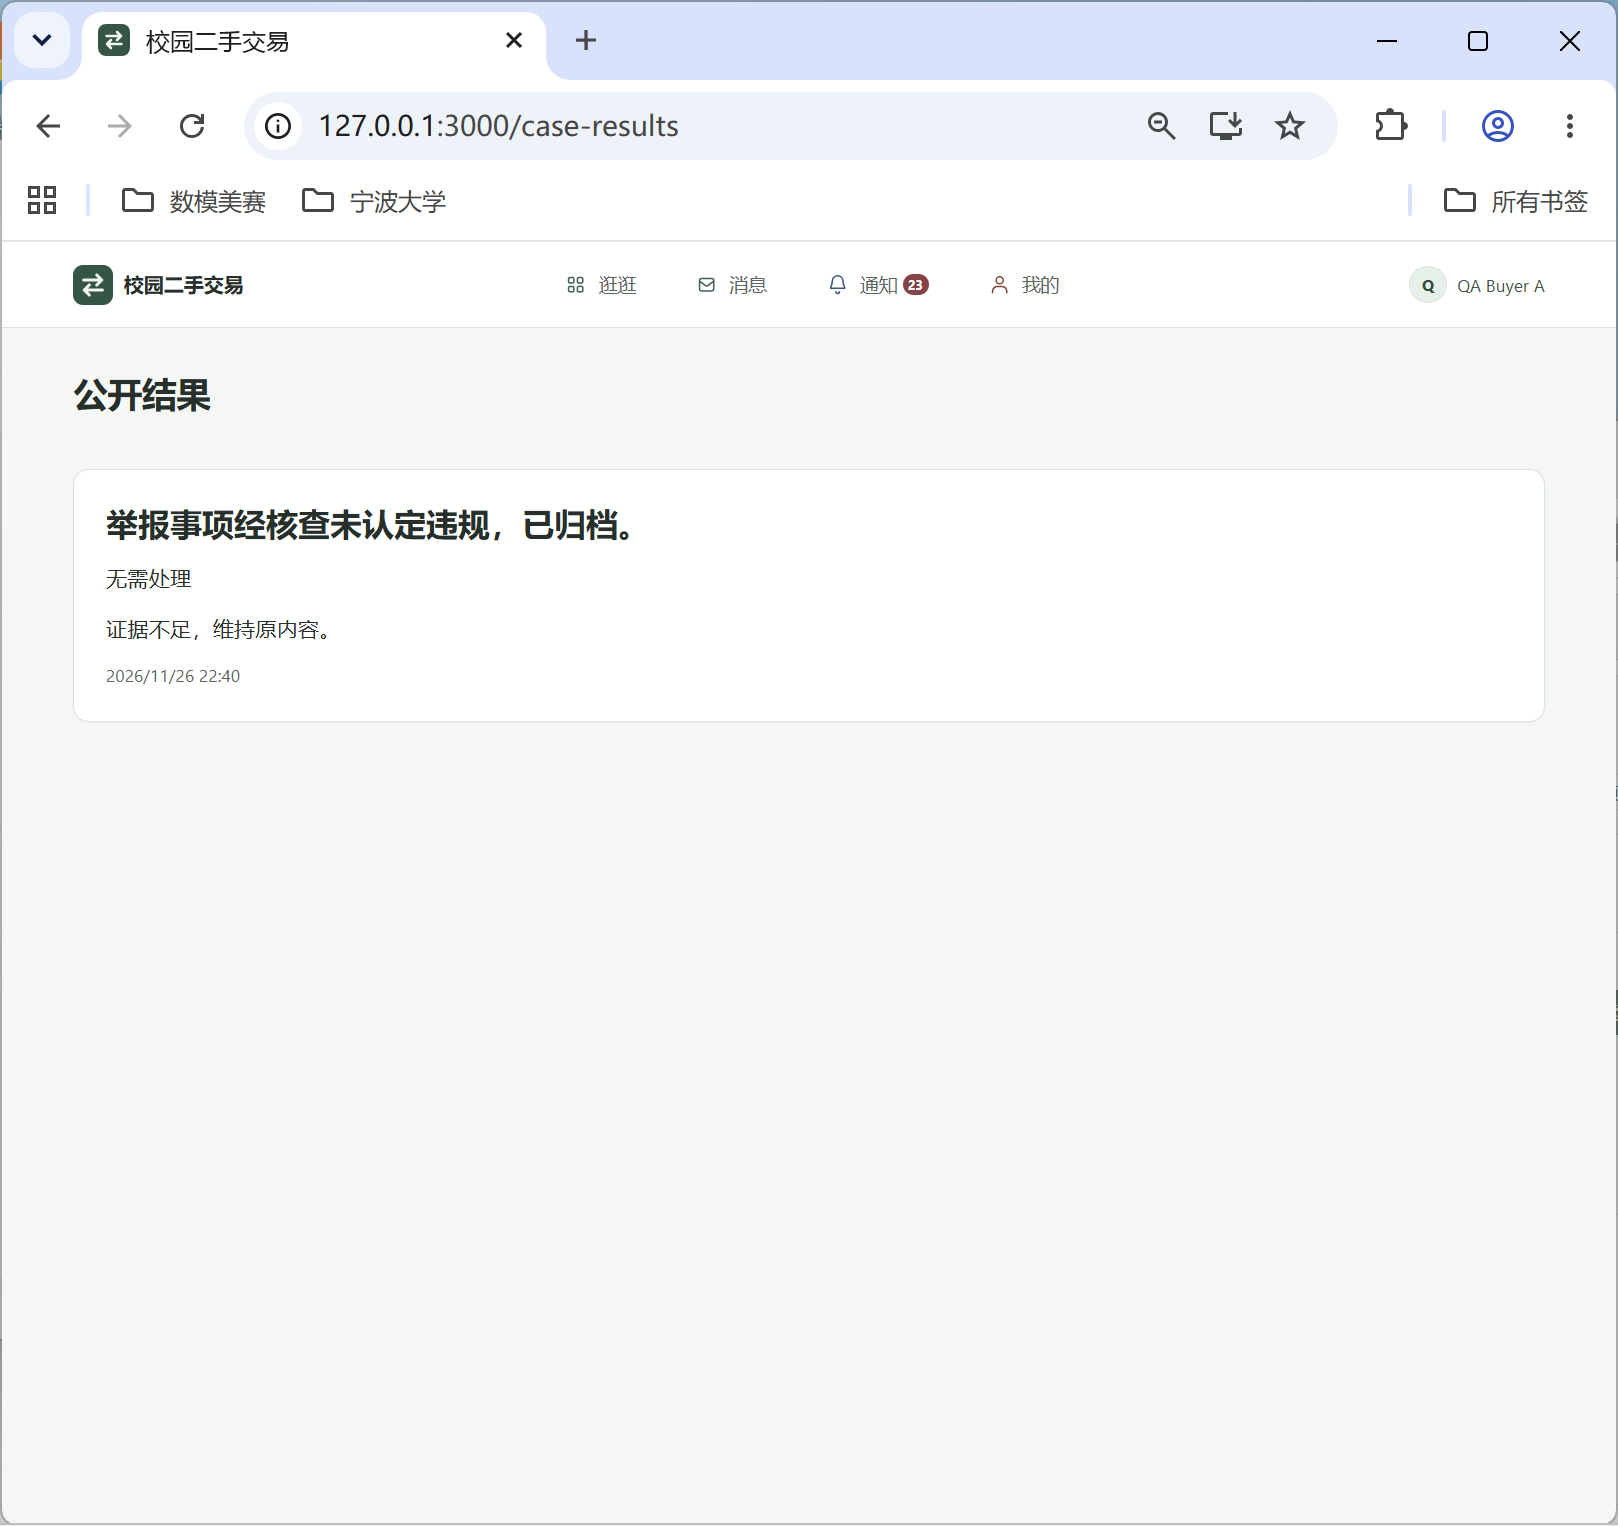 校园二手交易
127.0.0.1:3000/case-results
数模美赛
宁波大学
所有书签
校园二手交易
逛逛
消息
通知 23
我的
Q
QA Buyer A
公开结果
举报事项经核查未认定违规，已归档。
无需处理
证据不足，维持原内容。
2026/11/26 22:40